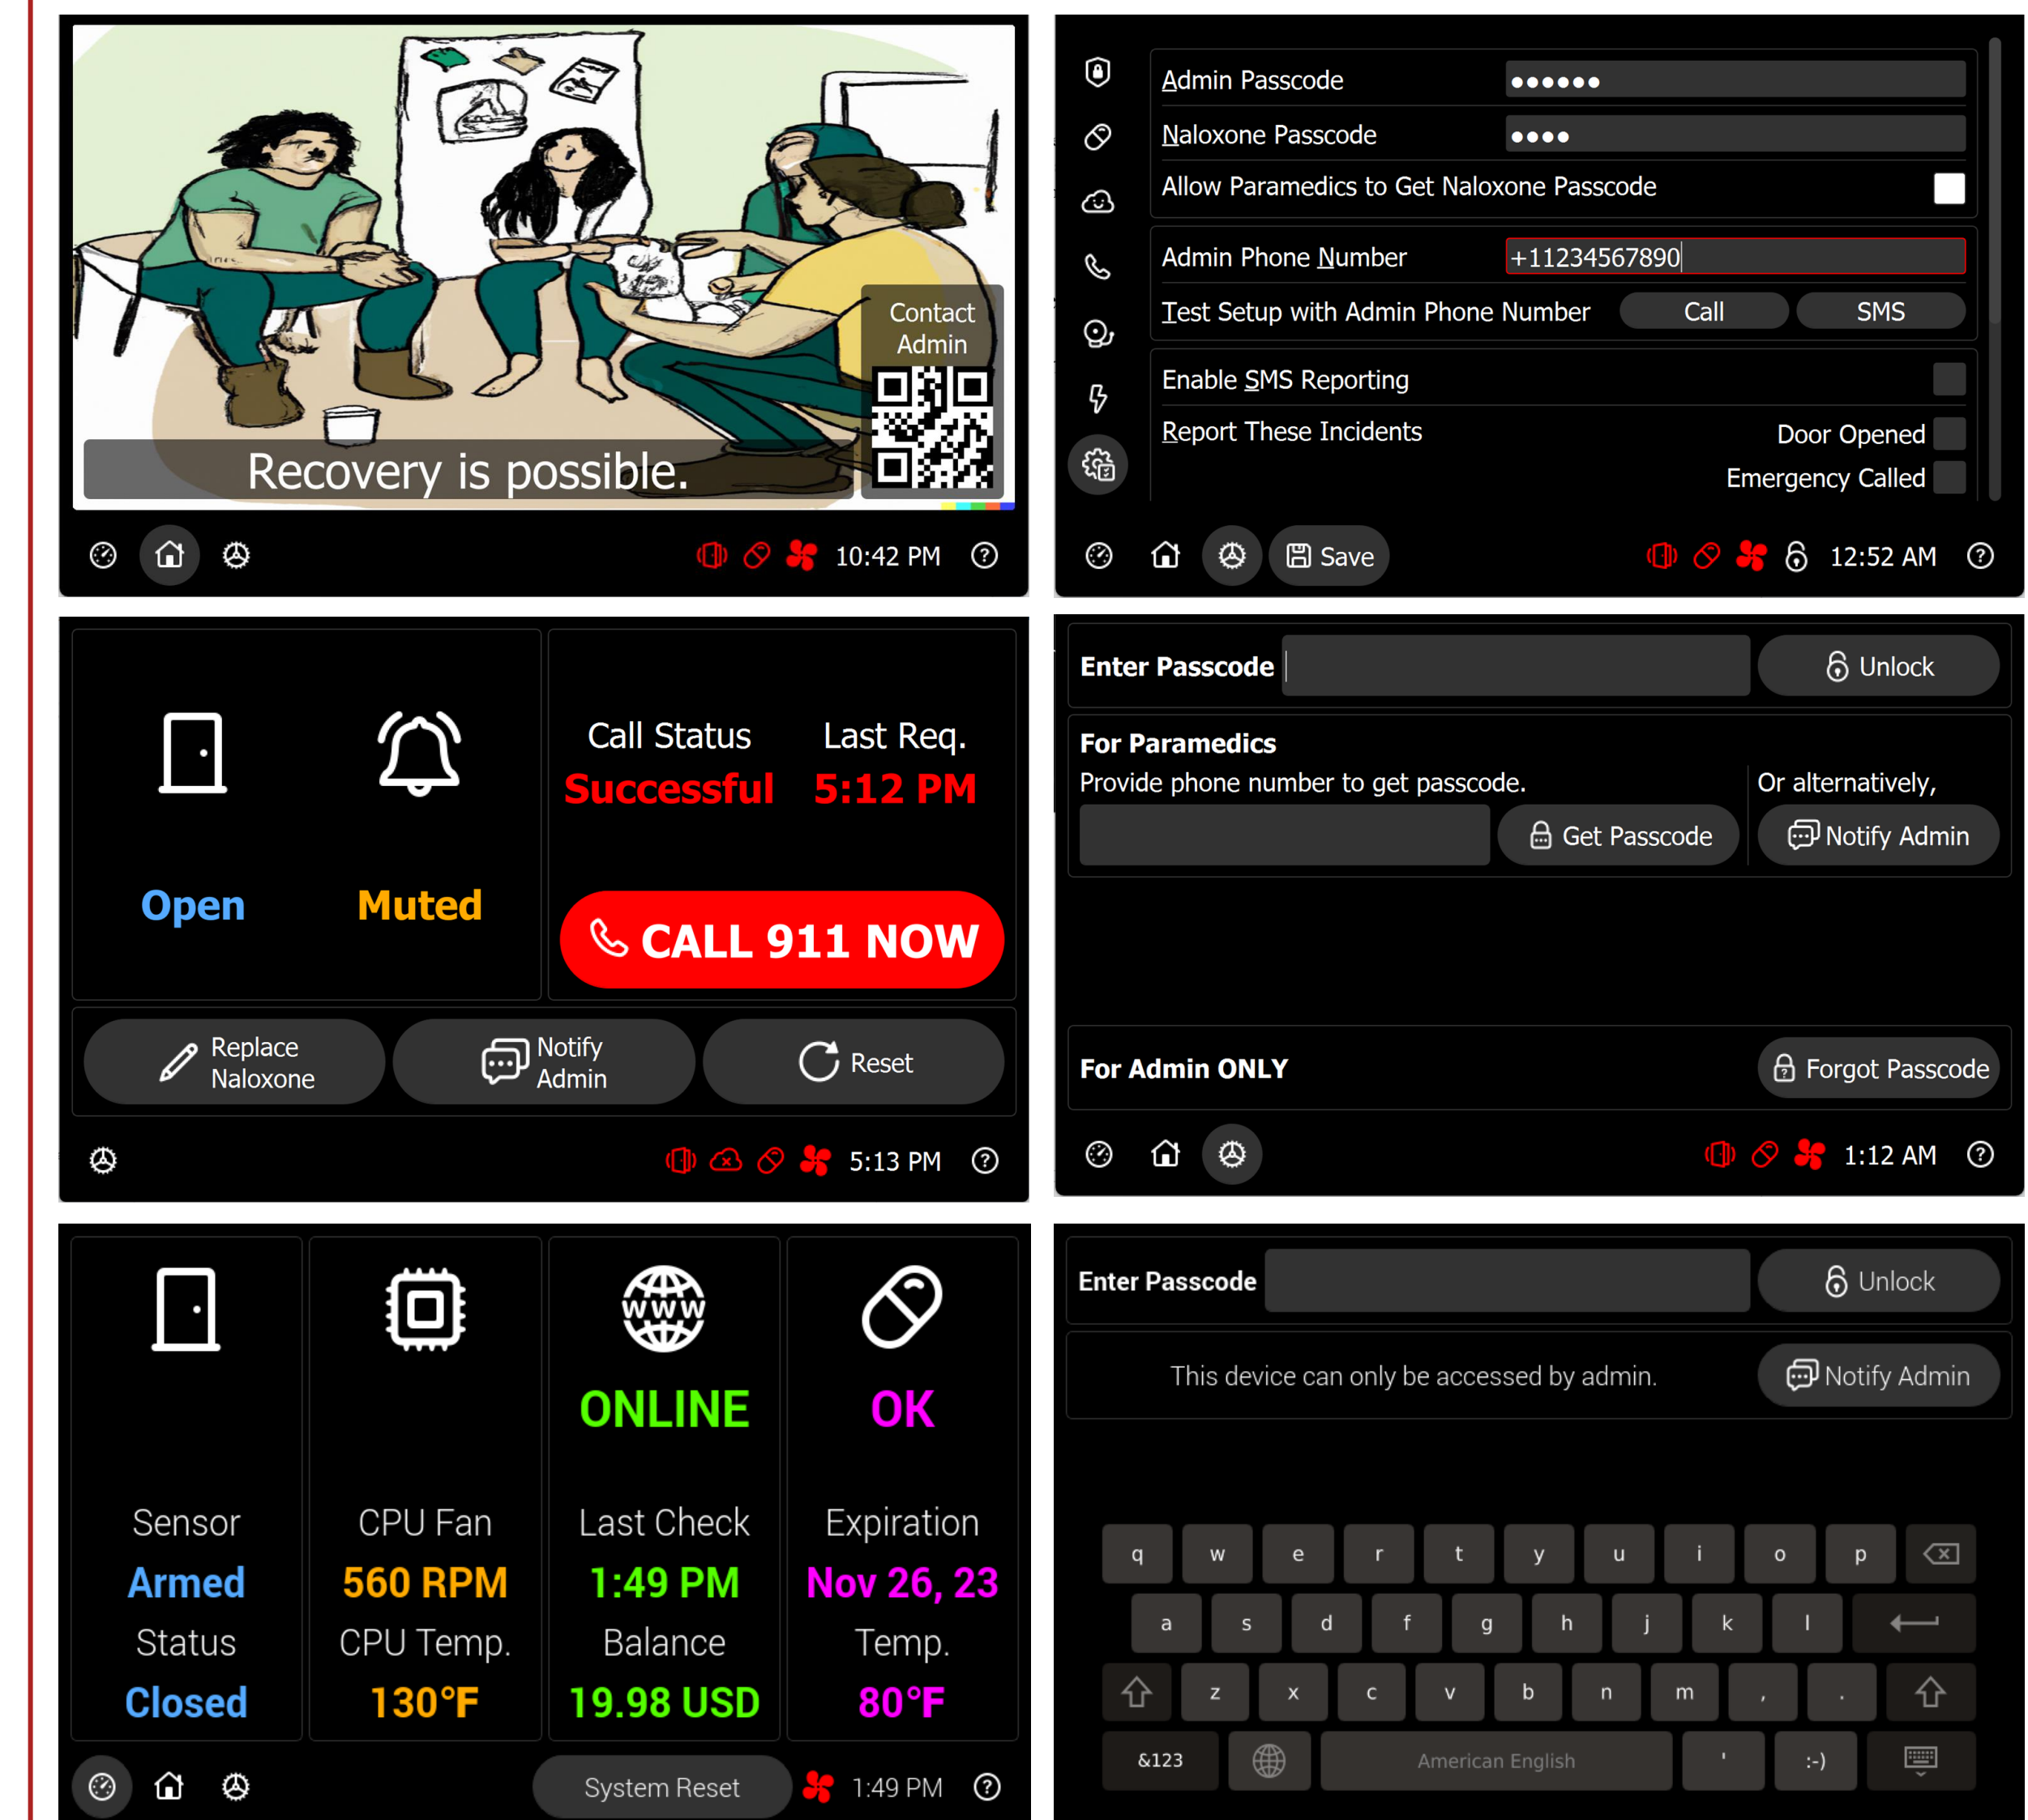 Contact
Admin
Recovery is possible.
10:42 PM
Admin Passcode ●●●●●●
Naloxone Passcode ●●●●
Allow Paramedics to Get Naloxone Passcode
Admin Phone Number +11234567890
Test Setup with Admin Phone Number Call SMS
Enable SMS Reporting
Report These Incidents Door Opened
Emergency Called
Save 12:52 AM
Call Status Last Req.
Successful 5:12 PM
Open Muted
CALL 911 NOW
Replace
Naloxone
Notify
Admin
Reset
5:13 PM
Enter Passcode Unlock
For Paramedics
Provide phone number to get passcode. Or alternatively,
Get Passcode Notify Admin
For Admin ONLY Forgot Passcode
1:12 AM
WWW
ONLINE OK
Sensor CPU Fan Last Check Expiration
Armed 560 RPM 1:49 PM Nov 26, 23
Status CPU Temp. Balance Temp.
Closed 130°F 19.98 USD 80°F
System Reset 1:49 PM
Enter Passcode Unlock
This device can only be accessed by admin. Notify Admin
q w e r t y u i o p
a s d f g h j k l
z x c v b n m , .
&123 American English ' :-)